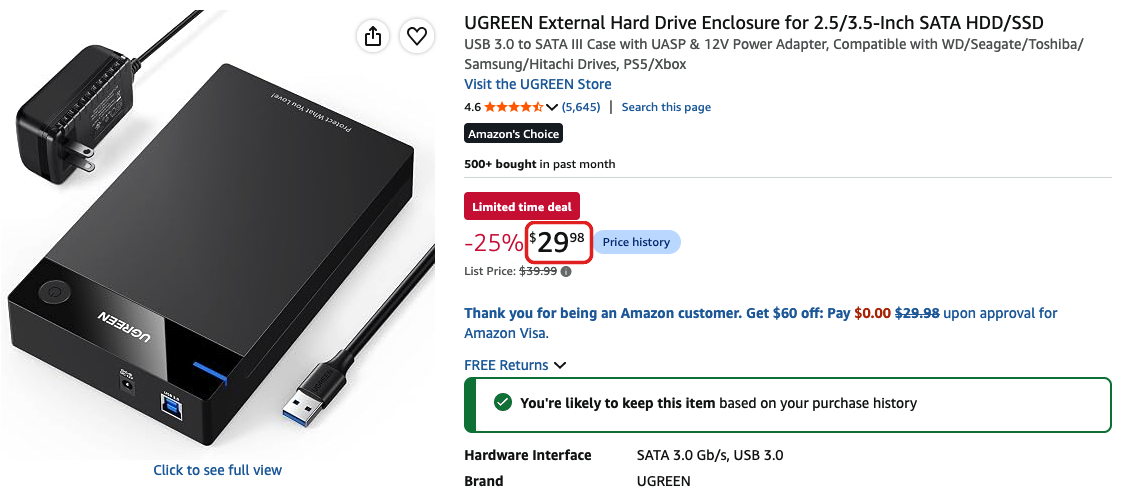 Protect What You Love!
UGREEN
UGREEN External Hard Drive Enclosure for 2.5/3.5-Inch SATA HDD/SSD
USB 3.0 to SATA III Case with UASP & 12V Power Adapter, Compatible with WD/Seagate/Toshiba/
Samsung/Hitachi Drives, PS5/Xbox
Visit the UGREEN Store
4.6 (5,645) | Search this page
Amazon's Choice
500+ bought in past month
Limited time deal
-25% $29 98 Price history
List Price: $39.99
Thank you for being an Amazon customer. Get $60 off: Pay $0.00 $29.98 upon approval for
Amazon Visa.
FREE Returns
You're likely to keep this item based on your purchase history
Hardware Interface SATA 3.0 Gb/s, USB 3.0
Brand UGREEN
Click to see full view